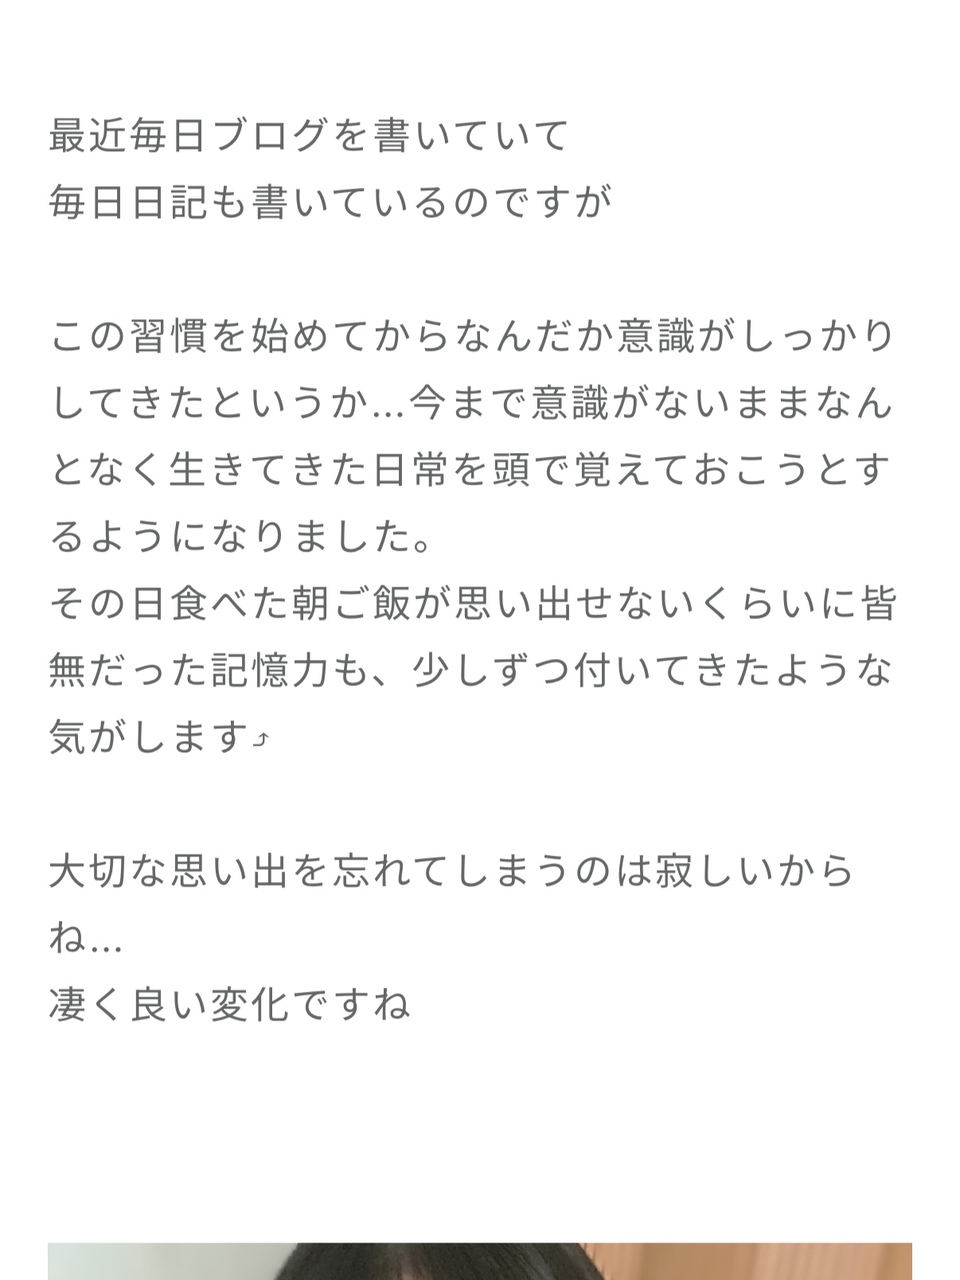 最近毎日ブログを書いていて
毎日日記も書いているのですが
この習慣を始めてからなんだか意識がしっかり
してきたというか…今まで意識がないままなん
となく生きてきた日常を頭で覚えておこうとす
るようになりました。
その日食べた朝ご飯が思い出せないくらいに皆
無だった記憶力も、少しずつ付いてきたような
気がします⤴
大切な思い出を忘れてしまうのは寂しいから
ね…
凄く良い変化ですね